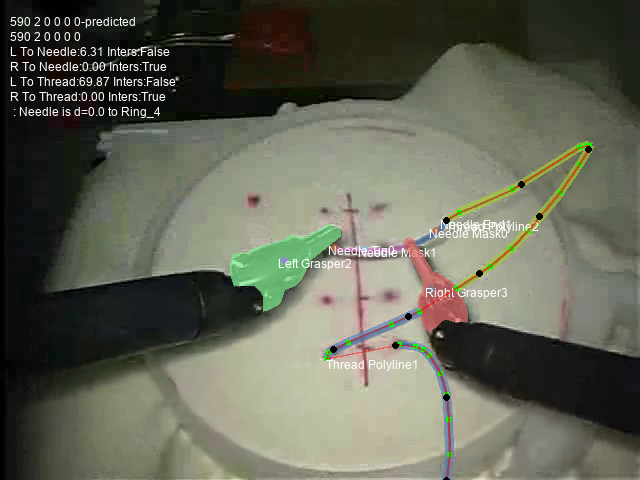 590 2 0 0 0 0-predicted
590 2 0 0 0 0
L To Needle:6.31 Inters:False
R To Needle:0.00 Inters:True
L To Thread:69.87 Inters:False
R To Thread:0.00 Inters:True
: Needle is d=0.0 to Ring_4
Needle End1
Thread Polyline2
Needle Mask0
Needle Tip0
Needle Mask1
Left Grasper2
Right Grasper3
Thread Polyline1